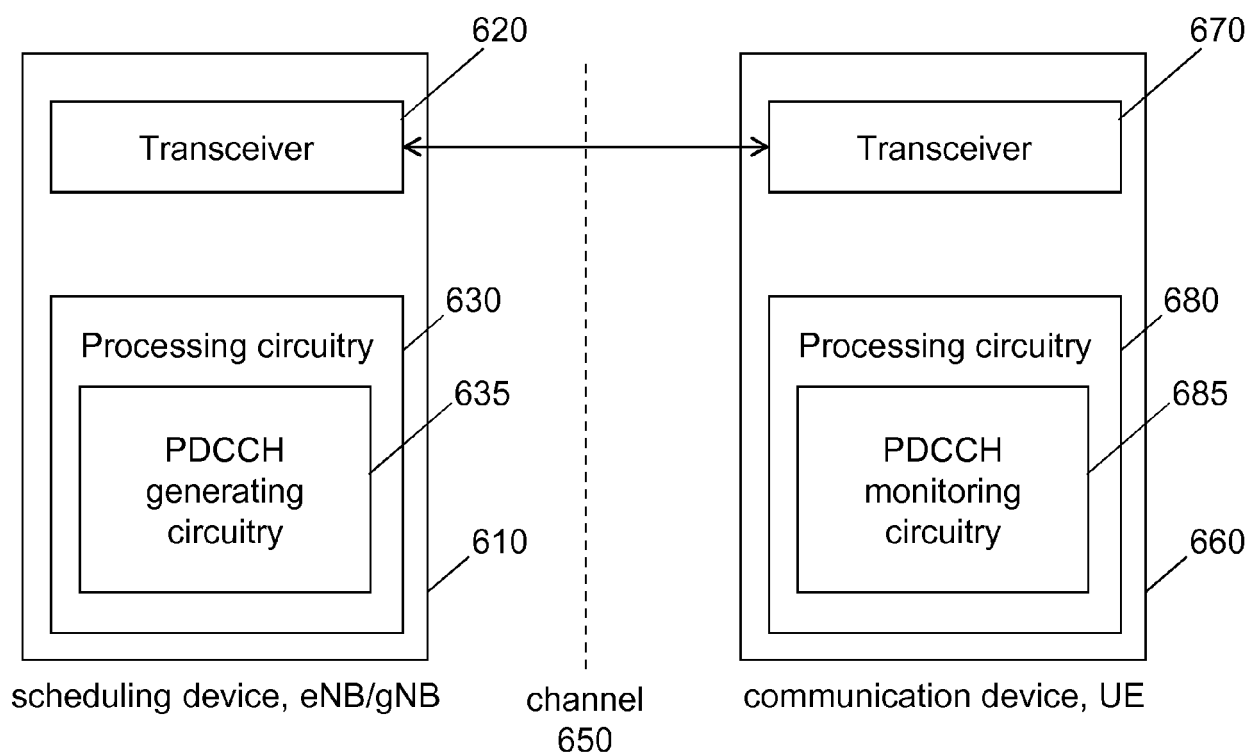 620
670
Transceiver
Transceiver
630
680
Processing circuitry
Processing circuitry
635
685
PDCCH
generating
circuitry
PDCCH
monitoring
circuitry
610
660
scheduling device, eNB/gNB
channel
650
communication device, UE